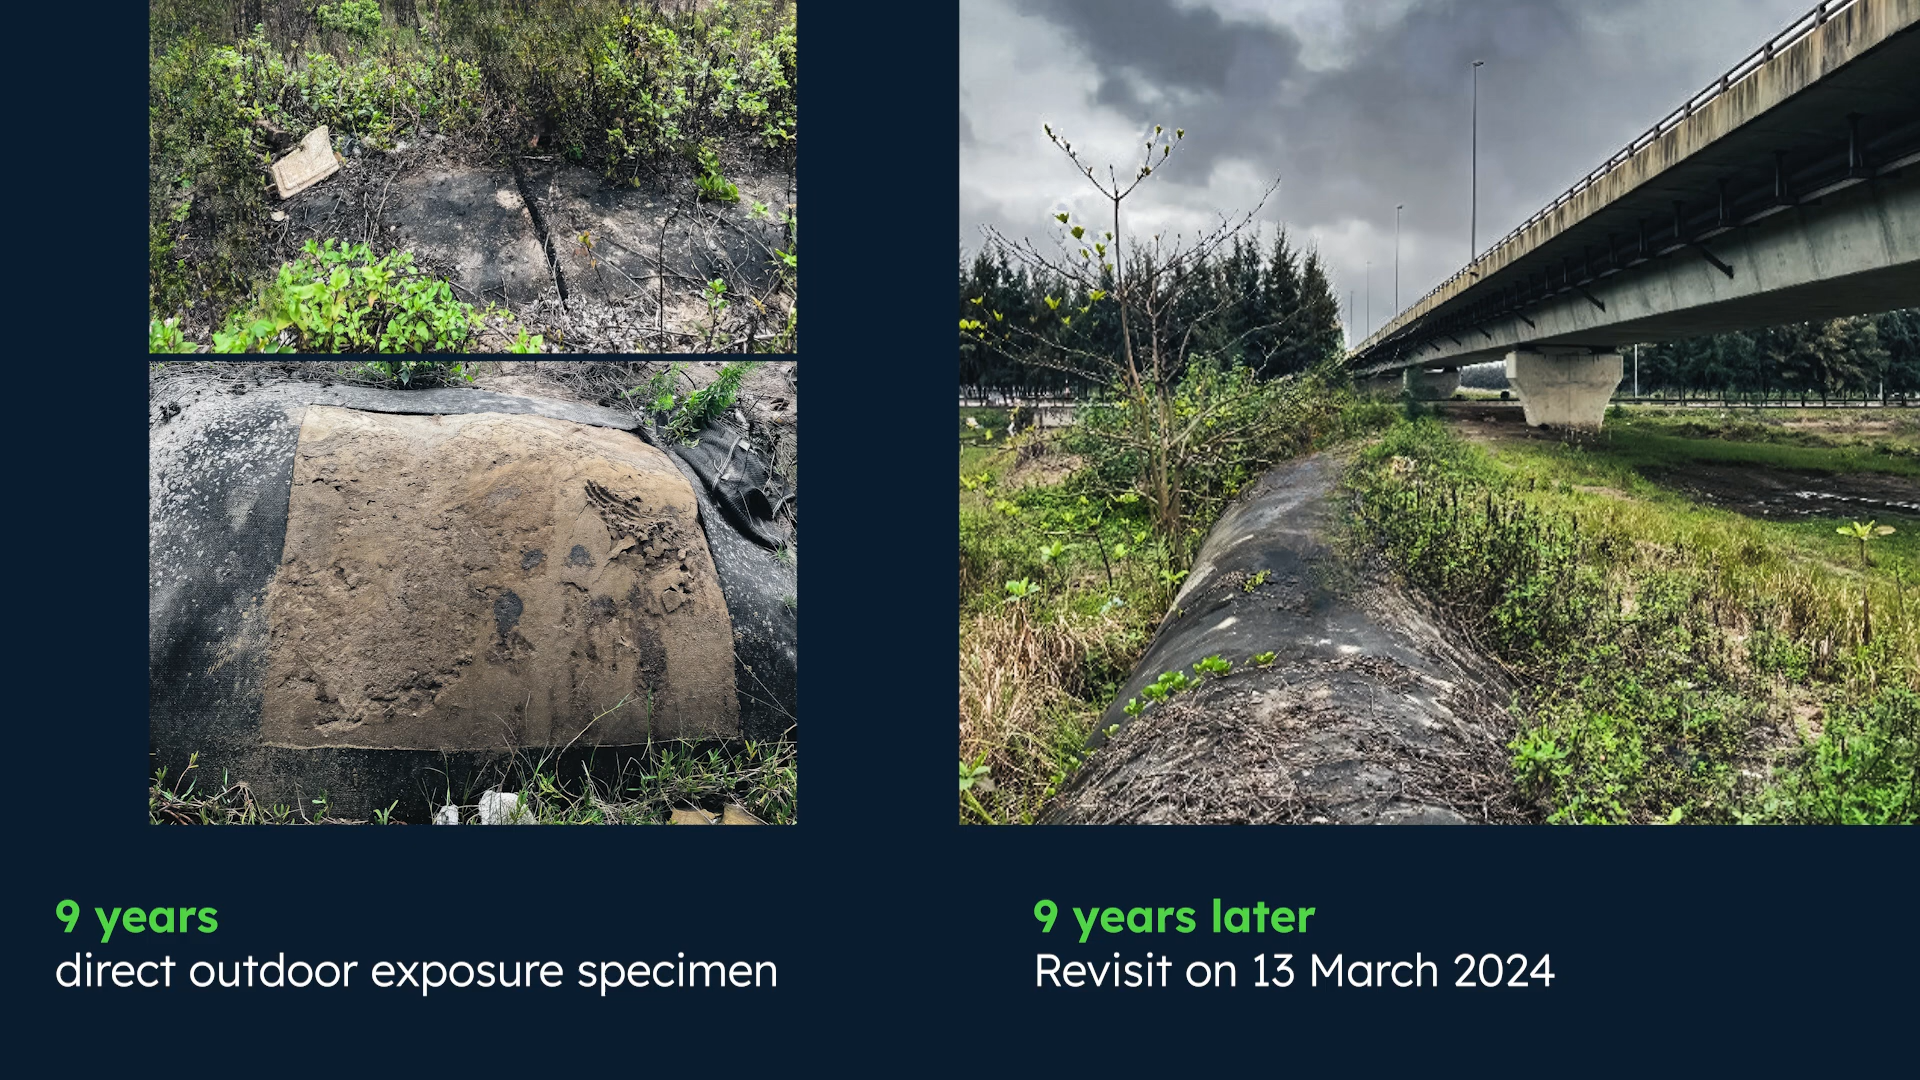 9 years
direct outdoor exposure specimen
9 years later
Revisit on 13 March 2024